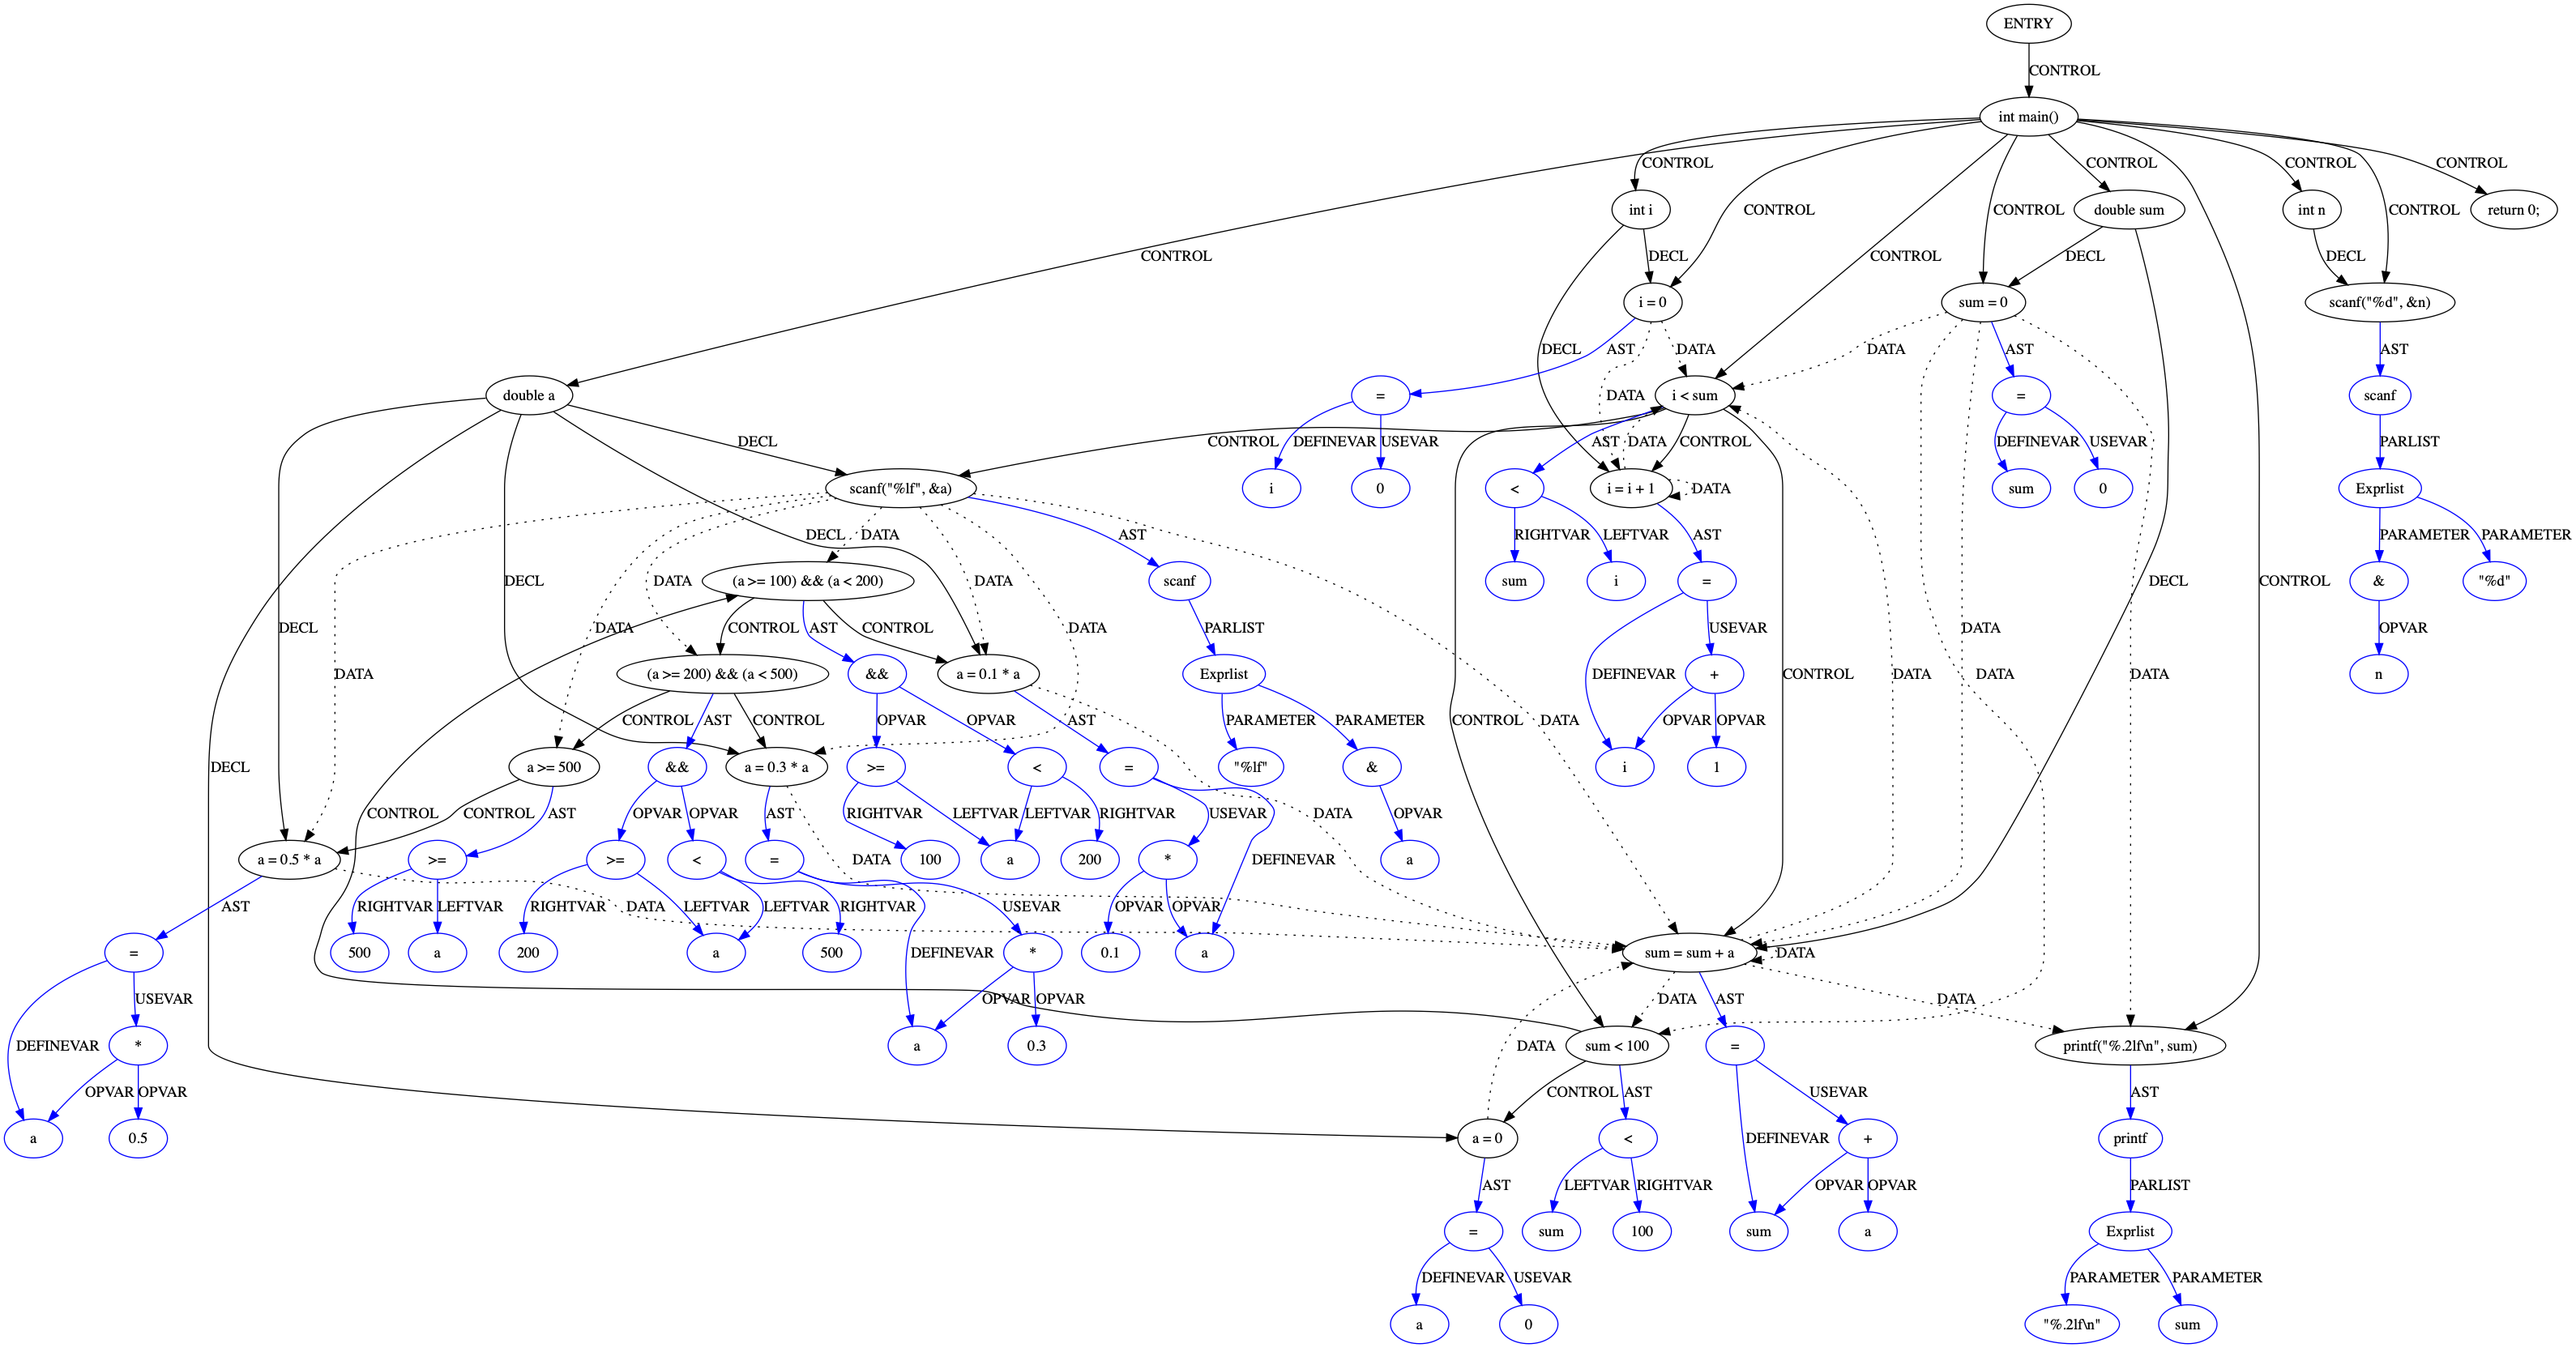 ENTRY
CONTROL
int main()
CONTROL CONTROL CONTROL CONTROL
int i double sum int n return 0;
CONTROL CONTROL CONTROL CONTROL
CONTROL DECL CONTROL DECL DECL
i = 0 sum = 0 scanf("%d", &n)
DECL AST DATA DATA AST AST
double a = i < sum = scanf
DATA
DECL CONTROL DEFINEVAR USEVAR AST DATA CONTROL DEFINEVAR USEVAR PARLIST
scanf("%lf", &a) i 0 < i = i + 1 DATA sum 0 Exprlist
DECL DATA AST RIGHTVAR LEFTVAR AST PARAMETER PARAMETER
DECL DATA (a >= 100) && (a < 200) DATA scanf sum i = DECL CONTROL & "%d"
DECL DATA DATA CONTROL AST CONTROL DATA PARLIST USEVAR DATA OPVAR
DATA (a >= 200) && (a < 500) && a = 0.1 * a Exprlist DEFINEVAR + CONTROL DATA DATA DATA n
CONTROL AST CONTROL OPVAR OPVAR AST PARAMETER PARAMETER CONTROL DATA OPVAR OPVAR
DECL a >= 500 && a = 0.3 * a >= < = "%lf" & i 1
CONTROL CONTROL AST OPVAR OPVAR AST RIGHTVAR LEFTVAR LEFTVAR RIGHTVAR USEVAR DATA OPVAR
a = 0.5 * a >= >= < = DATA 100 a 200 * DEFINEVAR a
AST RIGHTVAR LEFTVAR DATA RIGHTVAR LEFTVAR LEFTVAR RIGHTVAR USEVAR OPVAR OPVAR
= 500 a 200 a 500 DEFINEVAR * 0.1 a sum = sum + a DATA
USEVAR OPVAR OPVAR DATA AST DATA
DEFINEVAR * a 0.3 DATA sum < 100 = printf("%.2lf\n", sum)
OPVAR OPVAR CONTROL AST USEVAR AST
a 0.5 a = 0 < DEFINEVAR + printf
AST LEFTVAR RIGHTVAR OPVAR OPVAR PARLIST
= sum 100 sum a Exprlist
DEFINEVAR USEVAR PARAMETER PARAMETER
a 0 "%.2lf\n" sum